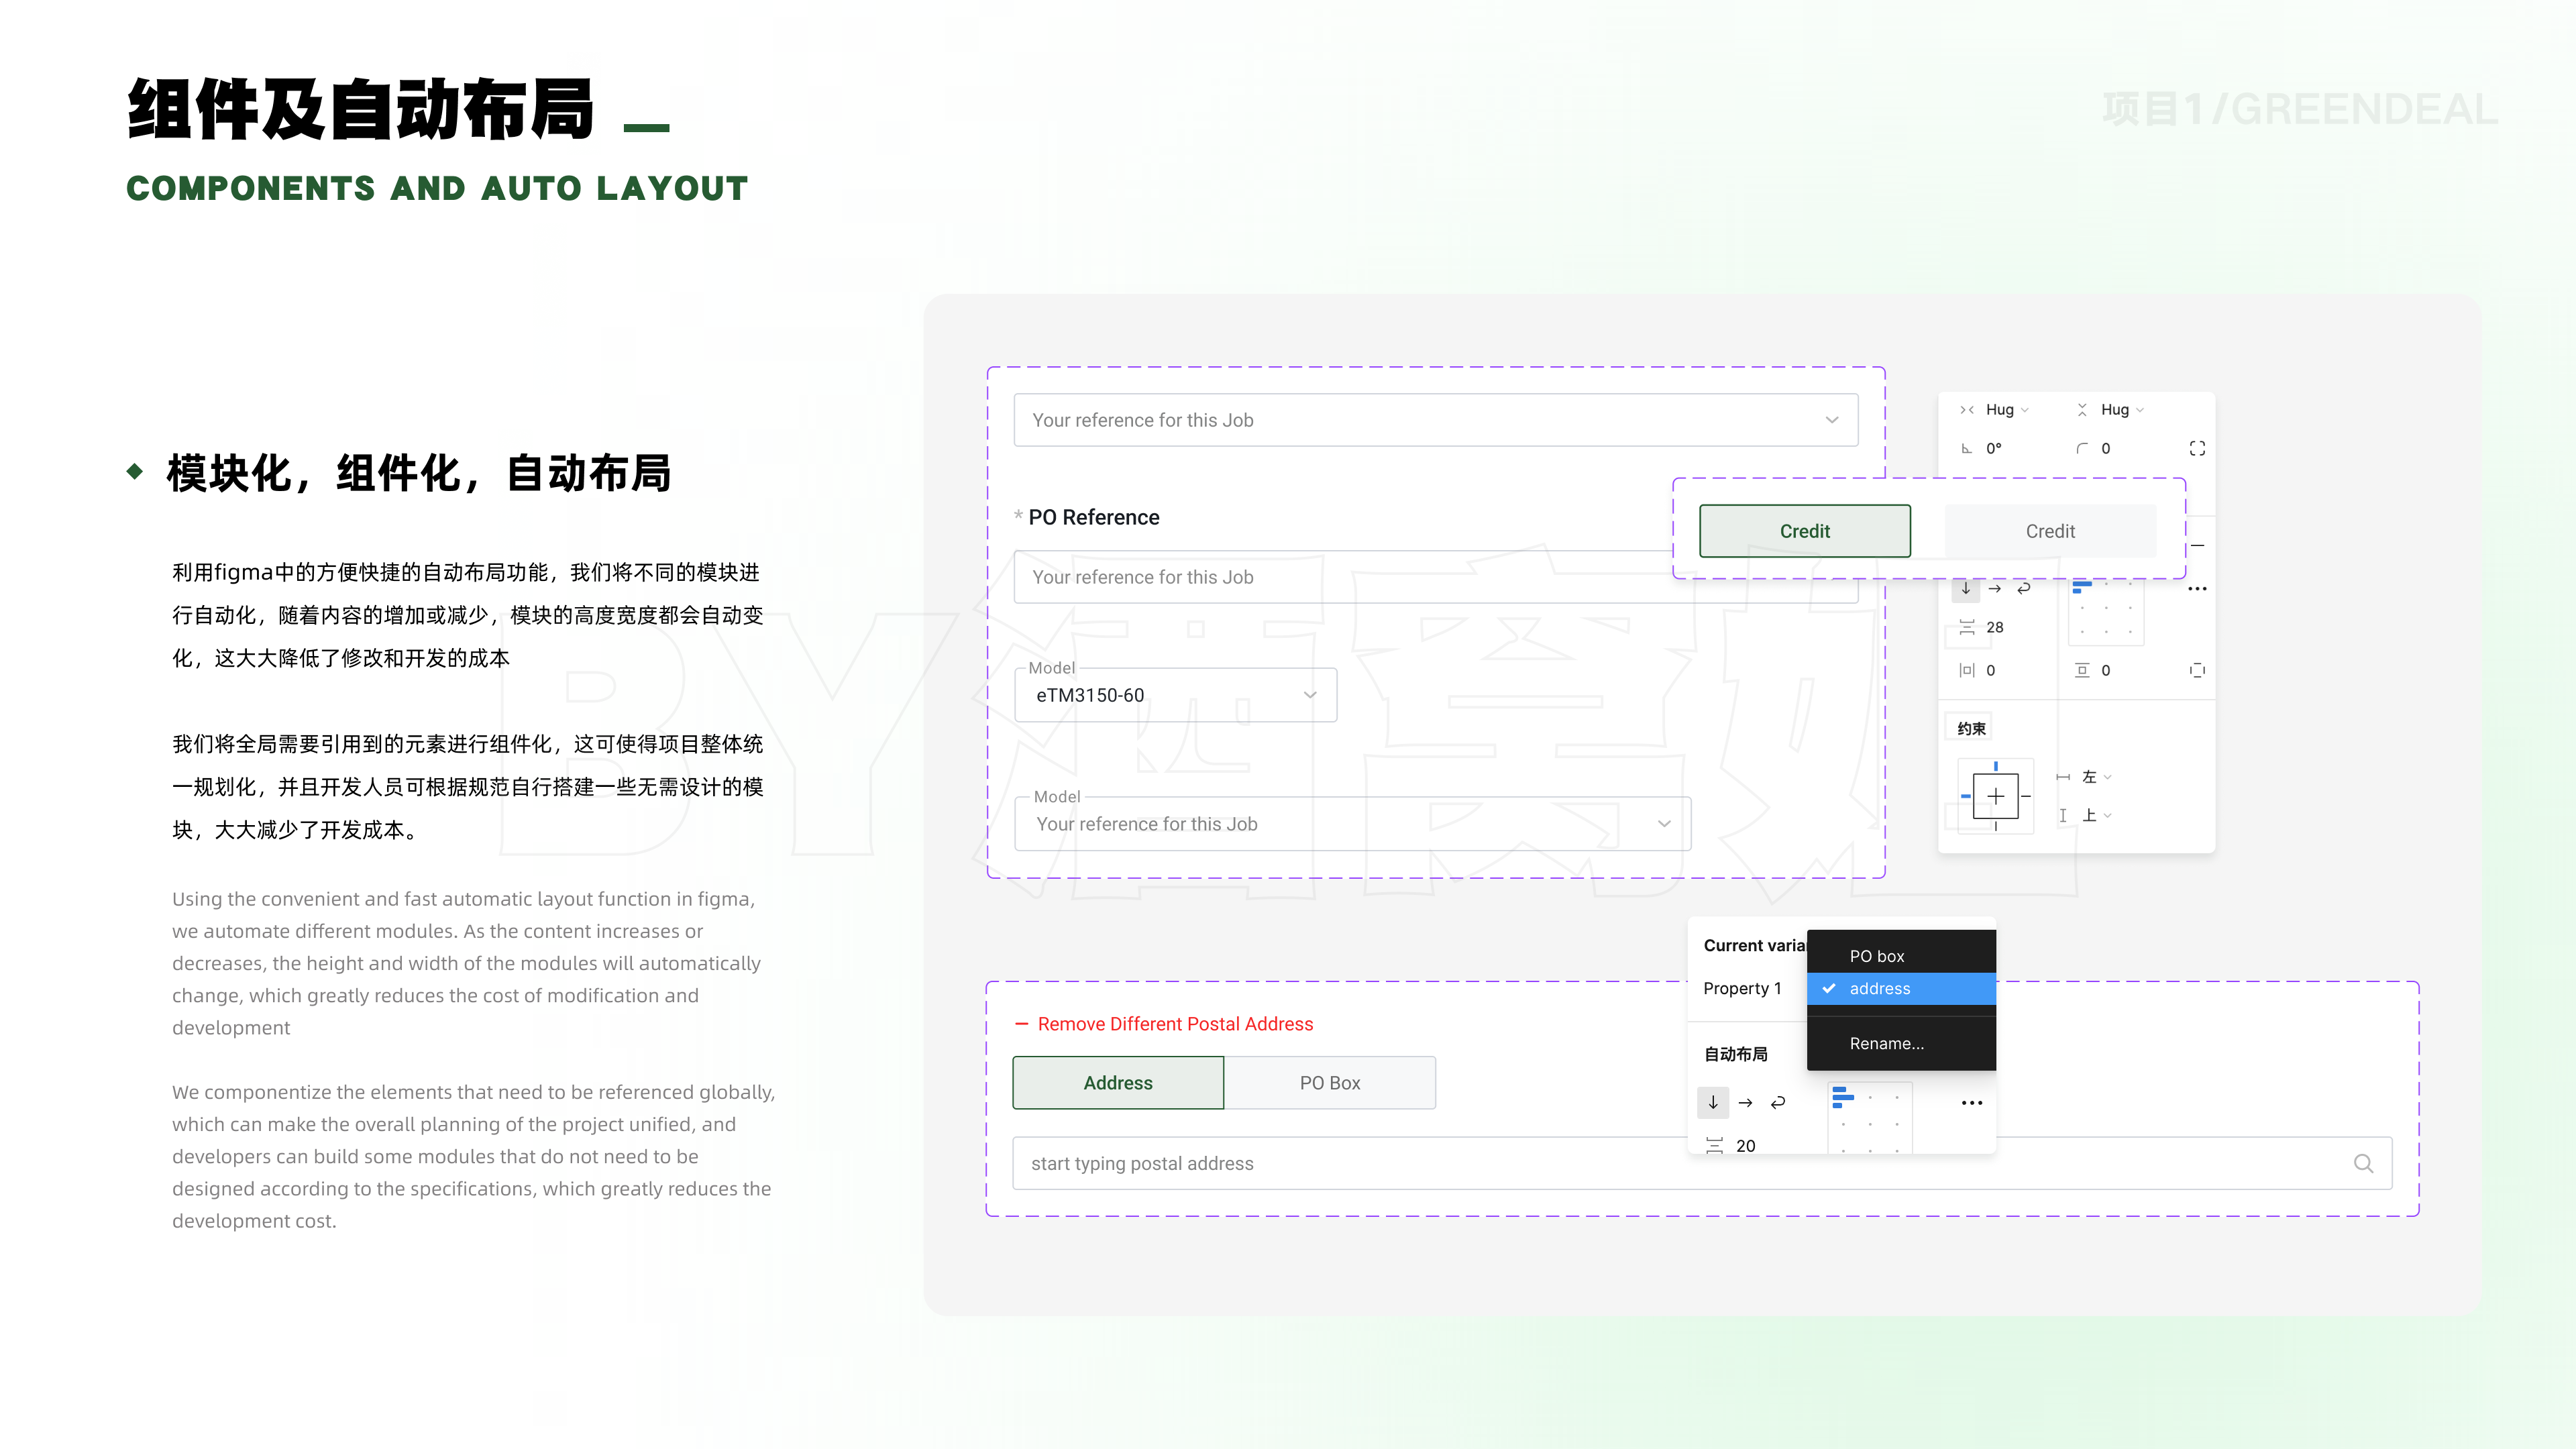 组件及自动布局
项目1/GREENDEAL
COMPONENTS AND AUTO LAYOUT
模块化，组件化，自动布局
利用figma中的方便快捷的自动布局功能，我们将不同的模块进
行自动化，随着内容的增加或减少，模块的高度宽度都会自动变
化，这大大降低了修改和开发的成本
我们将全局需要引用到的元素进行组件化，这可使得项目整体统
一规划化，并且开发人员可根据规范自行搭建一些无需设计的模
块，大大减少了开发成本。
Using the convenient and fast automatic layout function in figma,
we automate different modules. As the content increases or
decreases, the height and width of the modules will automatically
change, which greatly reduces the cost of modification and
development
We componentize the elements that need to be referenced globally,
which can make the overall planning of the project unified, and
developers can build some modules that do not need to be
designed according to the specifications, which greatly reduces the
development cost.
Your reference for this Job
* PO Reference
Your reference for this Job
Model
eTM3150-60
Model
Your reference for this Job
Credit
Credit
Hug
Hug
0°
0
28
0
0
约束
左
上
Current varia
Property 1
PO box
address
Rename...
自动布局
20
Remove Different Postal Address
Address
PO Box
start typing postal address